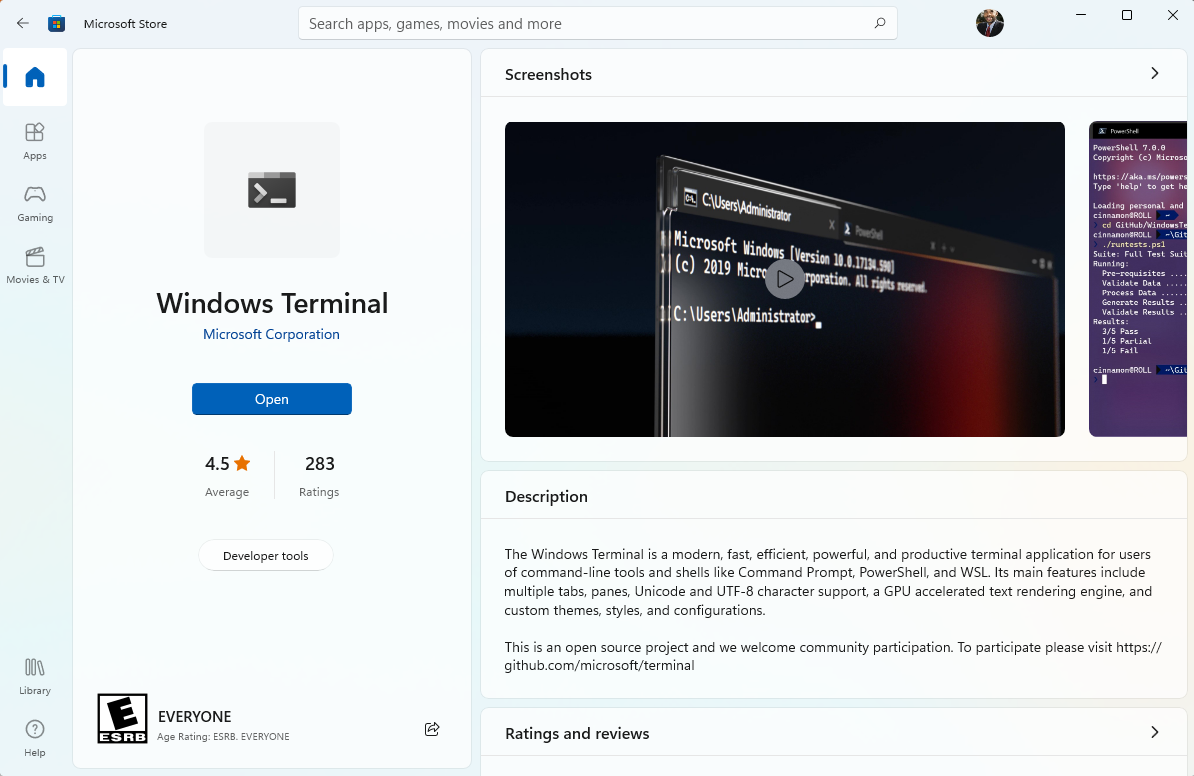 Microsoft Store
Search apps, games, movies and more
Apps
Gaming
Movies & TV
Library
Help
Windows Terminal
Microsoft Corporation
Open
4.5
Average
283
Ratings
Developer tools
E
ESRB
EVERYONE
Age Rating: ESRB. EVERYONE
Screenshots
C:\Users\Administrator
PowerShell
Microsoft Windows [Version 10.0.17134.590]
(c) 2019 Micro rporation. All rights reserved.
C:\Users\Administrator>
PowerShell
PowerShell 7.0.0
Copyright (c) Microso
https://aka.ms/powers
Type 'help' to get he
Loading personal and
cinnamon@ROLL ~
> cd GitHub/WindowsTe
cinnamon@ROLL ~\Git
> ./runtests.ps1
Suite: Full Test Suit
Running:
Pre-requisites ....
Validate Data .....
Process Data ......
Generate Results ..
Validate Results ..
Results:
3/5 Pass
1/5 Partial
1/5 Fail
cinnamon@ROLL ~\Git
>
Description
The Windows Terminal is a modern, fast, efficient, powerful, and productive terminal application for users
of command-line tools and shells like Command Prompt, PowerShell, and WSL. Its main features include
multiple tabs, panes, Unicode and UTF-8 character support, a GPU accelerated text rendering engine, and
custom themes, styles, and configurations.
This is an open source project and we welcome community participation. To participate please visit https://
github.com/microsoft/terminal
Ratings and reviews